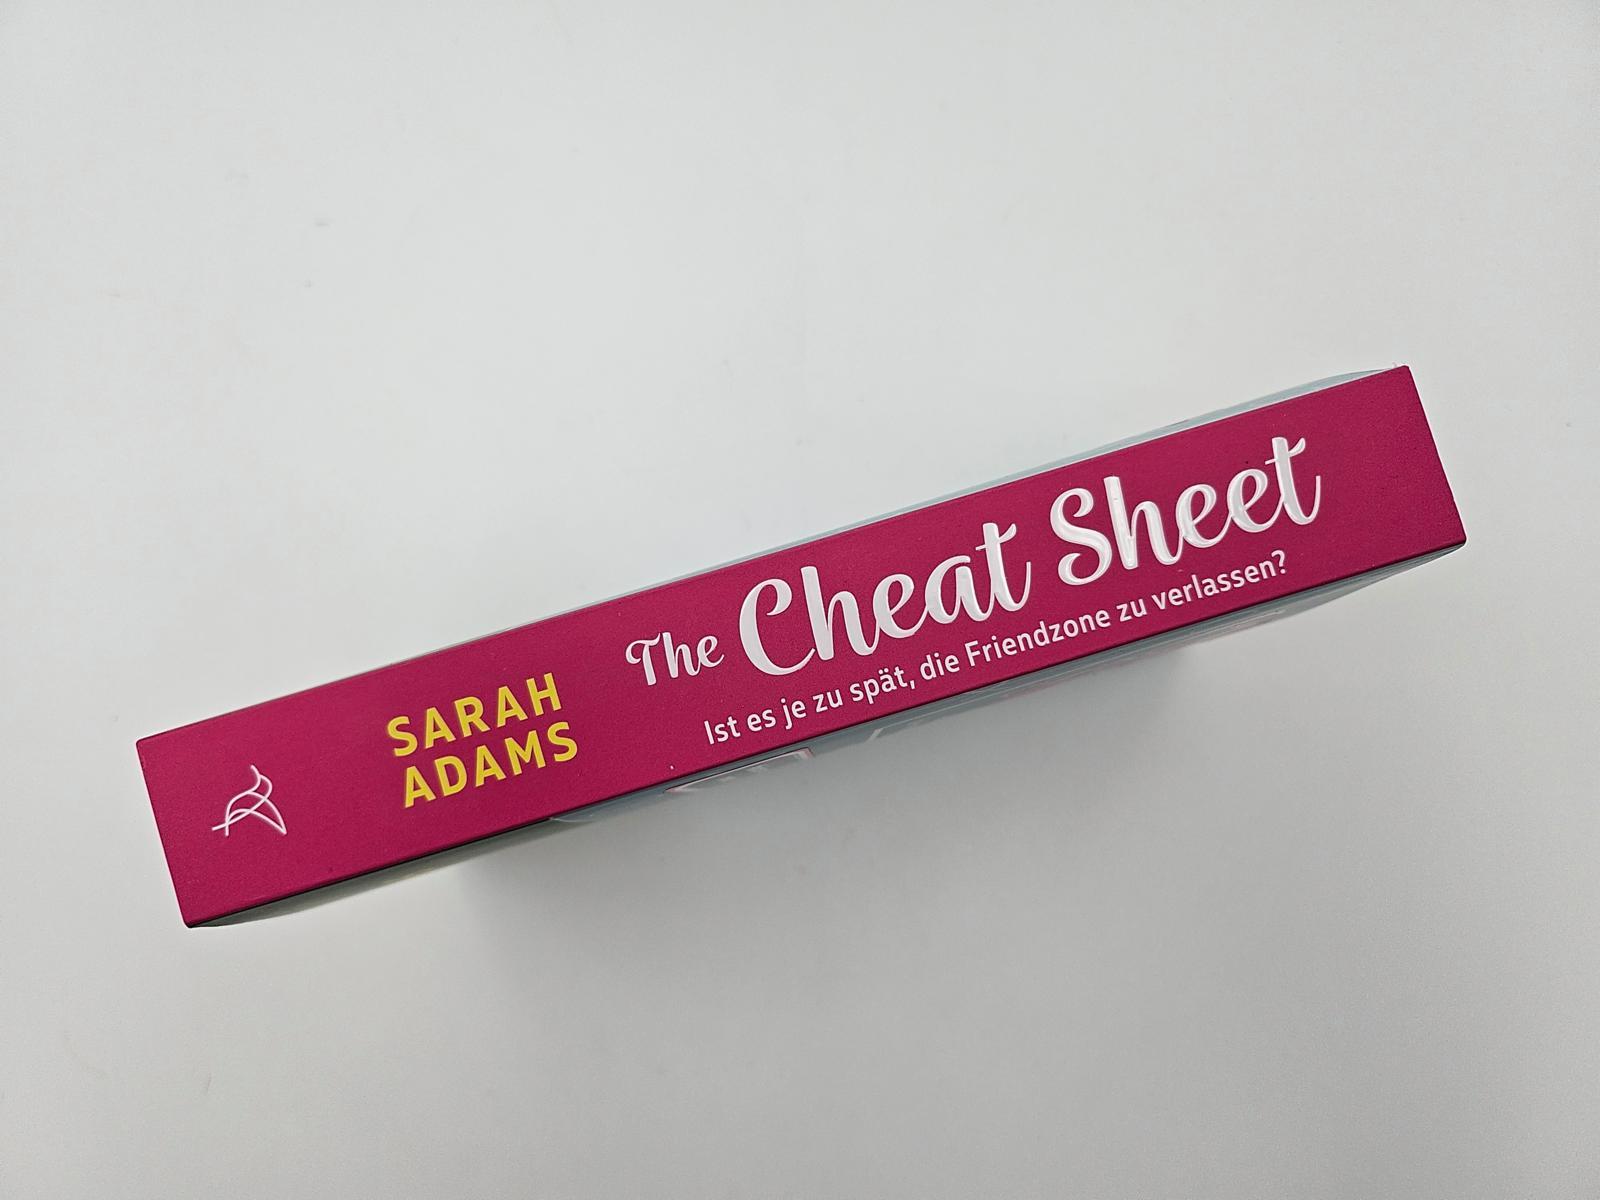 SARAH
ADAMS
The Cheat Sheet
Ist es je zu spät, die Friendzone zu verlassen?